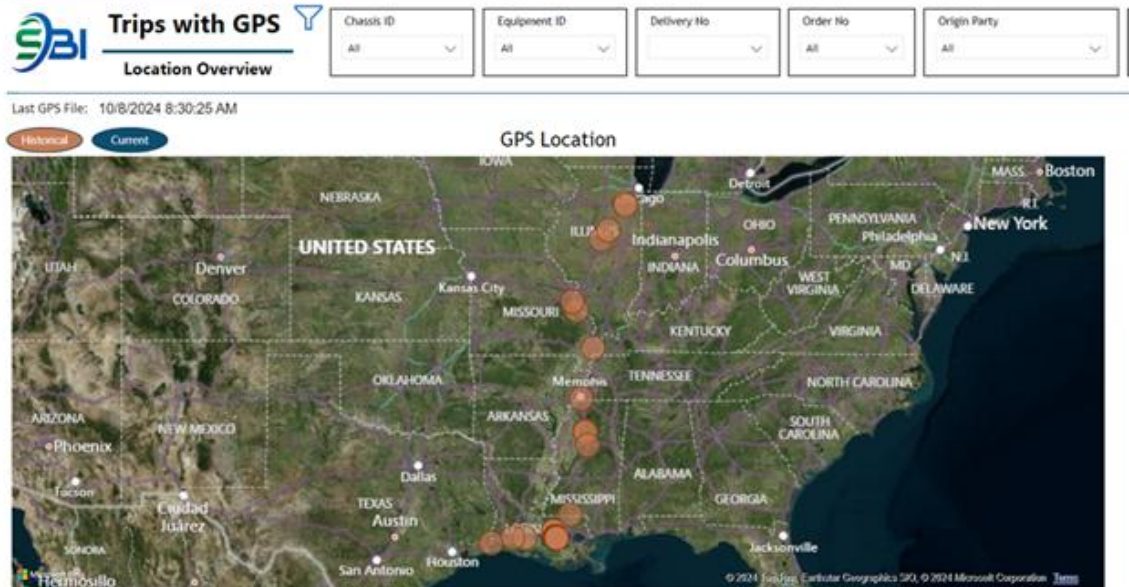 SBI
Trips with GPS
Location Overview
Chassis ID
All
Equipment ID
All
Delivery No
Order No
All
Origin Party
All
Last GPS File: 10/8/2024 8:30:25 AM
Historical
Current
GPS Location
IOWA
NEBRASKA
Detroit
MASS.
Boston
R.I.
UNITED STATES
Indianapolis
OHIO
PENNSYLVANIA
New York
Philadelphia
N.J.
UTAH
Denver
INDIANA
Columbus
MD.
COLORADO
KANSAS
Kansas City
WEST
VIRGINIA
DELAWARE
MISSOURI
KENTUCKY
VIRGINIA
OKLAHOMA
Memphis
TENNESSEE
NORTH CAROLINA
ARIZONA
NEW MEXICO
ARKANSAS
SOUTH
CAROLINA
Phoenix
Tucson
Dallas
ALABAMA
Ciudad
Juárez
TEXAS
MISSISSIPPI
GEORGIA
Austin
SONORA
Houston
Jacksonville
San Antonio
Hermosillo
© 2024 TomTom, Earthstar Geographics SIO, © 2024 Microsoft Corporation Terms